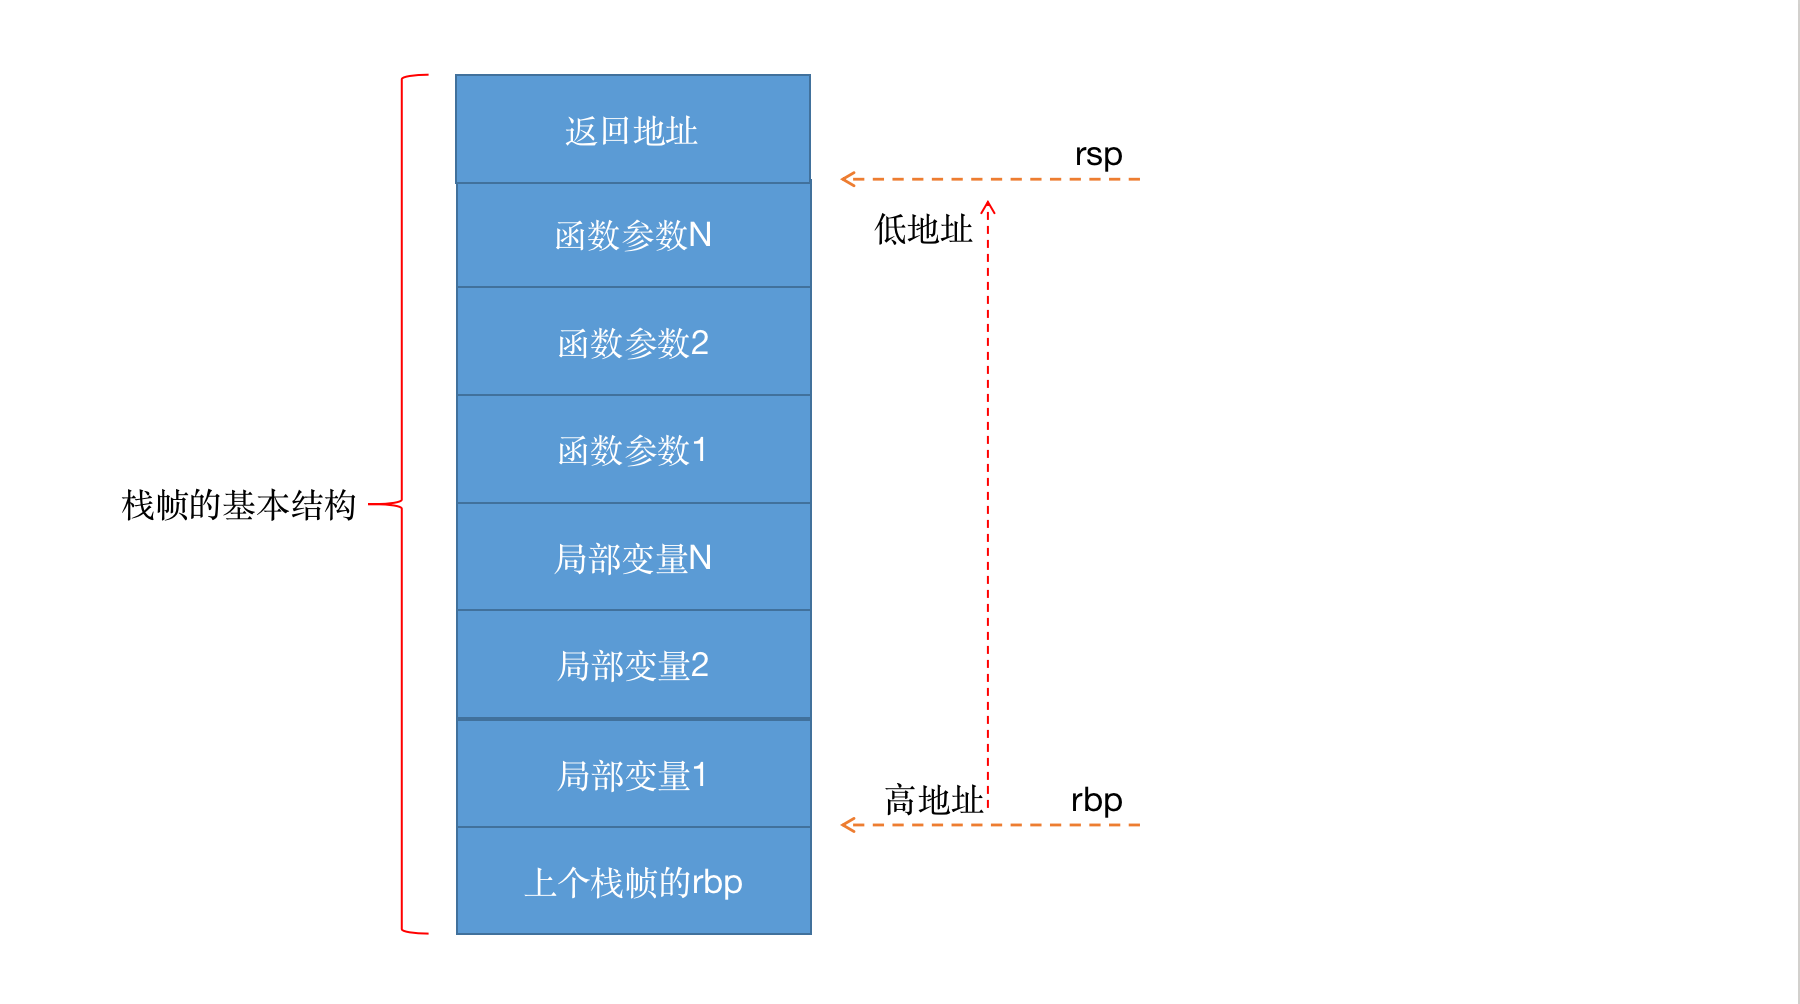 返回地址
rsp
函数参数N
低地址
函数参数2
函数参数1
栈帧的基本结构
局部变量N
局部变量2
局部变量1
高地址
rbp
上个栈帧的rbp